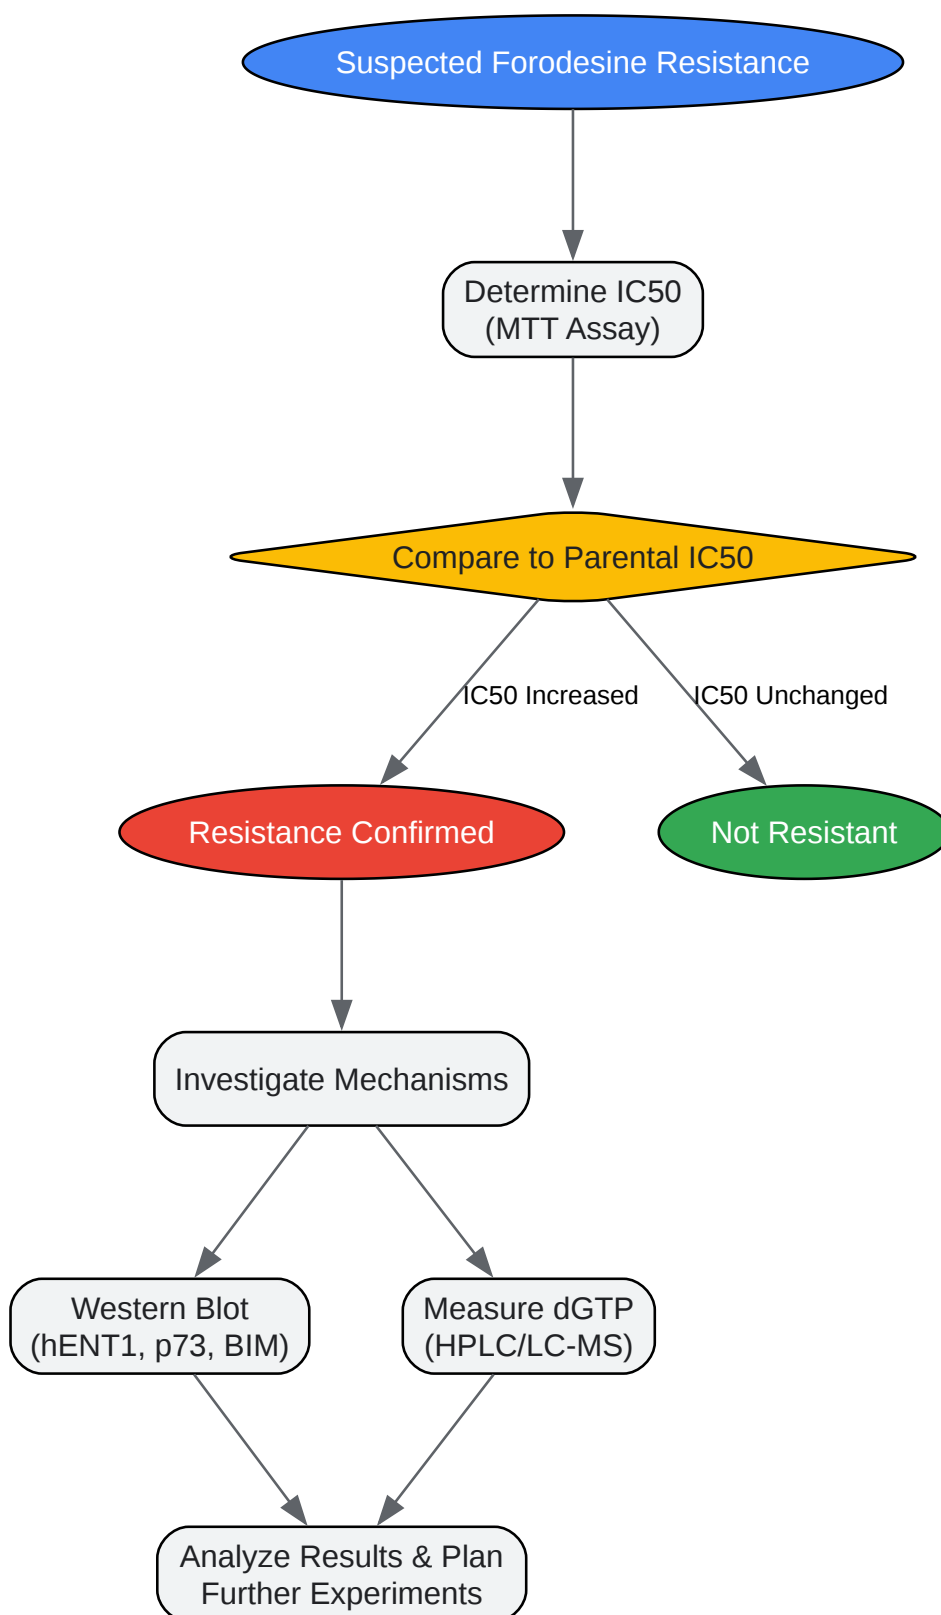 Suspected Forodesine Resistance
Determine IC50
(MTT Assay)
Compare to Parental IC50
IC50 Increased
IC50 Unchanged
Resistance Confirmed
Not Resistant
Investigate Mechanisms
Western Blot
(hENT1, p73, BIM)
Measure dGTP
(HPLC/LC-MS)
Analyze Results & Plan
Further Experiments